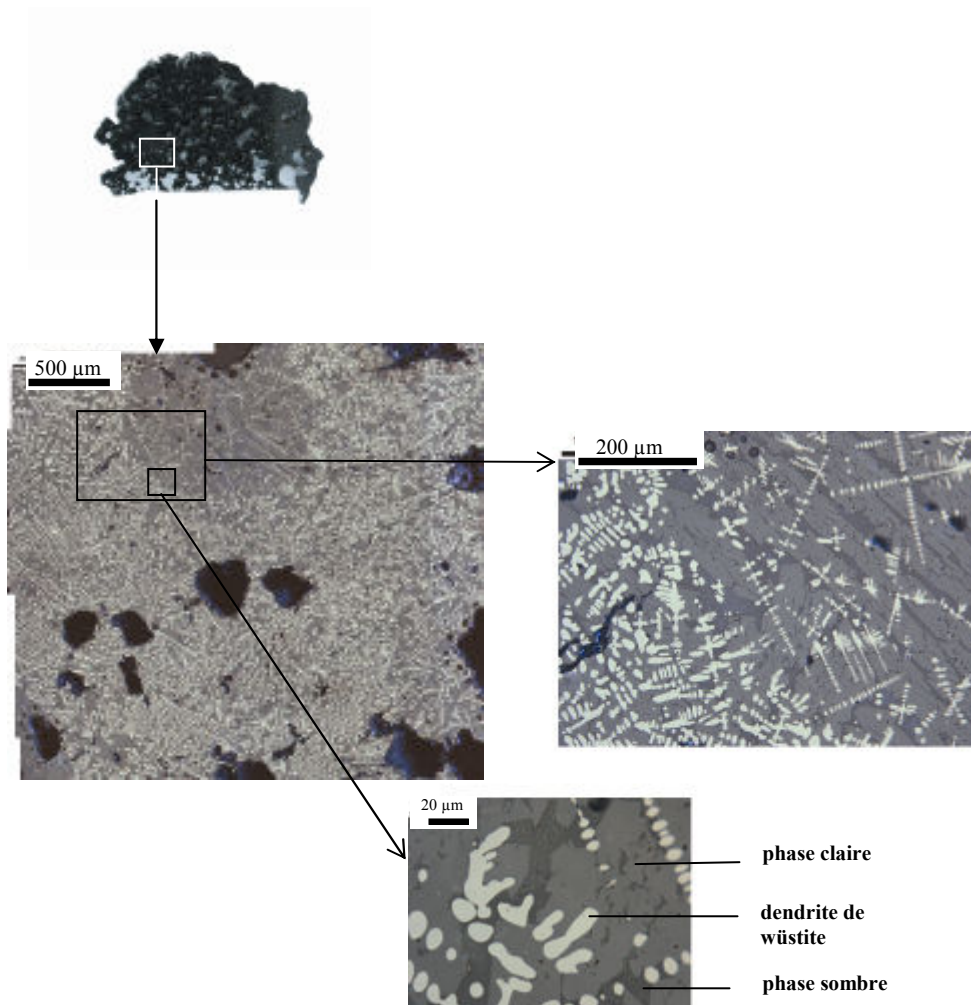 500 µm
200 µm
20 µm
phase claire
dendrite de
wüstite
phase sombre